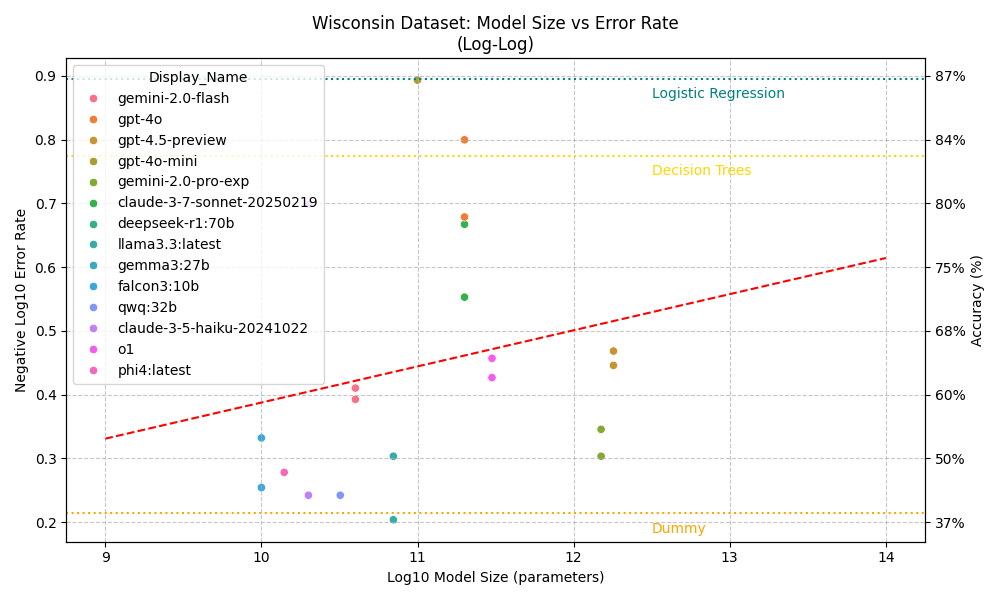 Wisconsin Dataset: Model Size vs Error Rate
(Log-Log)
Display_Name
gemini-2.0-flash
gpt-4o
gpt-4.5-preview
gpt-4o-mini
gemini-2.0-pro-exp
claude-3-7-sonnet-20250219
deepseek-r1:70b
llama3.3:latest
gemma3:27b
falcon3:10b
qwq:32b
claude-3-5-haiku-20241022
o1
phi4:latest
Logistic Regression
Decision Trees
Dummy
Negative Log10 Error Rate
0.9
0.8
0.7
0.6
0.5
0.4
0.3
0.2
87%
84%
80%
75%
68%
60%
50%
37%
Accuracy (%)
9
10
11
12
13
14
Log10 Model Size (parameters)